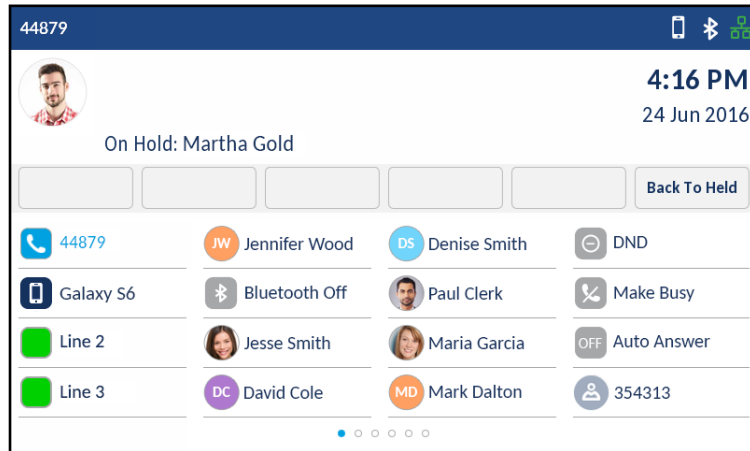 44879
4:16 PM
24 Jun 2016
On Hold: Martha Gold
Back To Held
44879
JW Jennifer Wood
DS Denise Smith
DND
Galaxy S6
Bluetooth Off
Paul Clerk
Make Busy
Line 2
Jesse Smith
Maria Garcia
OFF Auto Answer
Line 3
DC David Cole
MD Mark Dalton
354313